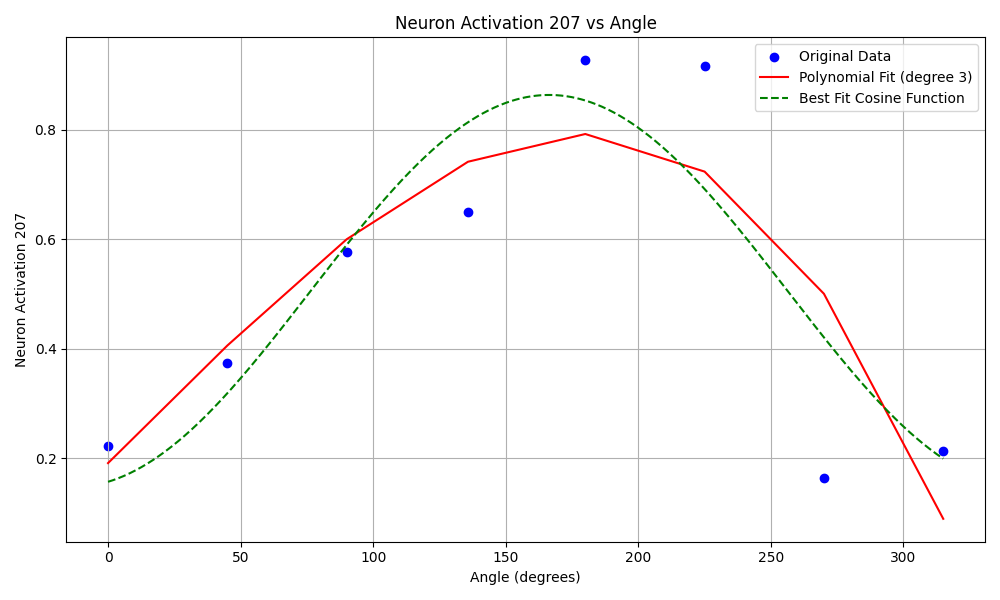 Neuron Activation 207 vs Angle
Original Data
Polynomial Fit (degree 3)
Best Fit Cosine Function
Neuron Activation 207
0.8
0.6
0.4
0.2
0 50 100 150 200 250 300
Angle (degrees)